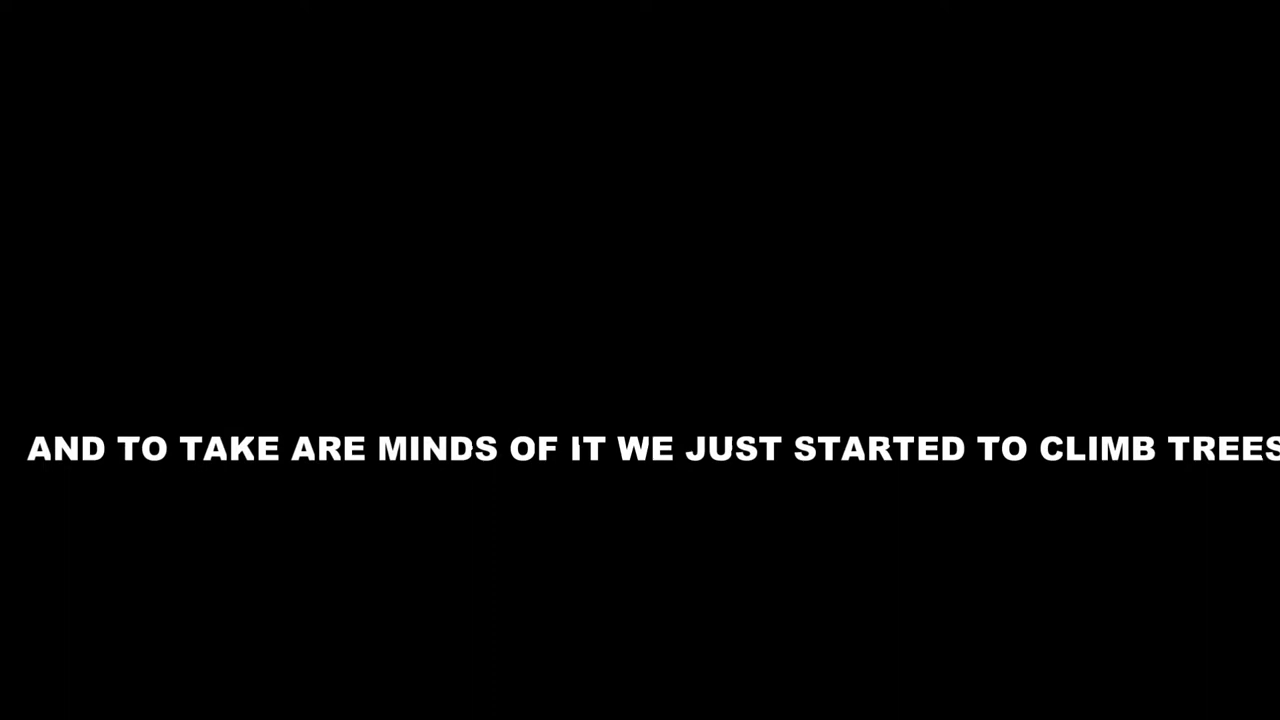 AND TO TAKE ARE MINDS OF IT WE JUST STARTED TO CLIMB TREES